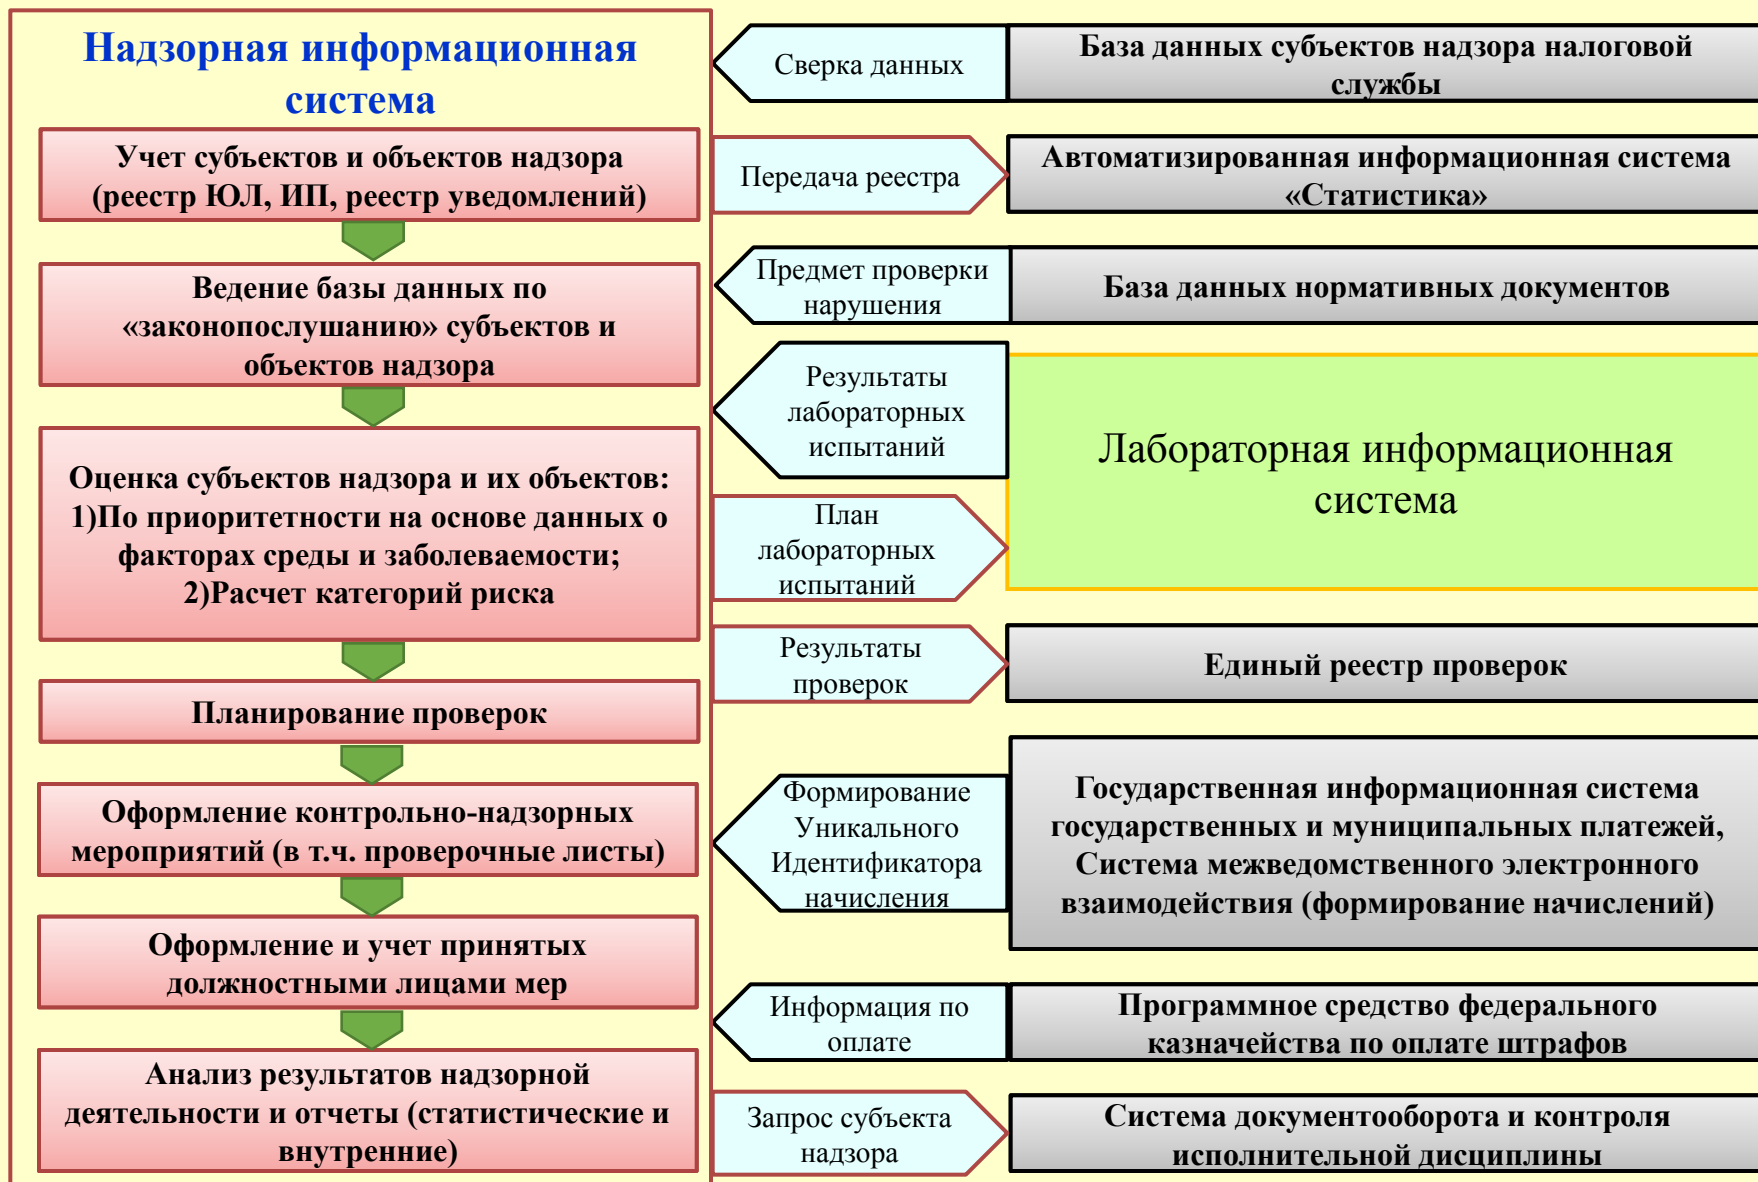 Надзорная информационная
система
Учет субъектов и объектов надзора
(реестр ЮЛ, ИП, реестр уведомлений)
Ведение базы данных по
«законопослушанию» субъектов и
объектов надзора
Оценка субъектов надзора и их объектов:
1)По приоритетности на основе данных о
факторах среды и заболеваемости;
2)Расчет категорий риска
Планирование проверок
Оформление контрольно-надзорных
мероприятий (в т.ч. проверочные листы)
Оформление и учет принятых
должностными лицами мер
Анализ результатов надзорной
деятельности и отчеты (статистические и
внутренние)
Сверка данных
База данных субъектов надзора налоговой
службы
Передача реестра
Автоматизированная информационная система
«Статистика»
Предмет проверки
нарушения
База данных нормативных документов
Результаты
лабораторных
испытаний
План
лабораторных
испытаний
Лабораторная информационная
система
Результаты
проверок
Единый реестр проверок
Формирование
Уникального
Идентификатора
начисления
Государственная информационная система
государственных и муниципальных платежей,
Система межведомственного электронного
взаимодействия (формирование начислений)
Информация по
оплате
Программное средство федерального
казначейства по оплате штрафов
Запрос субъекта
надзора
Система документооборота и контроля
исполнительной дисциплины